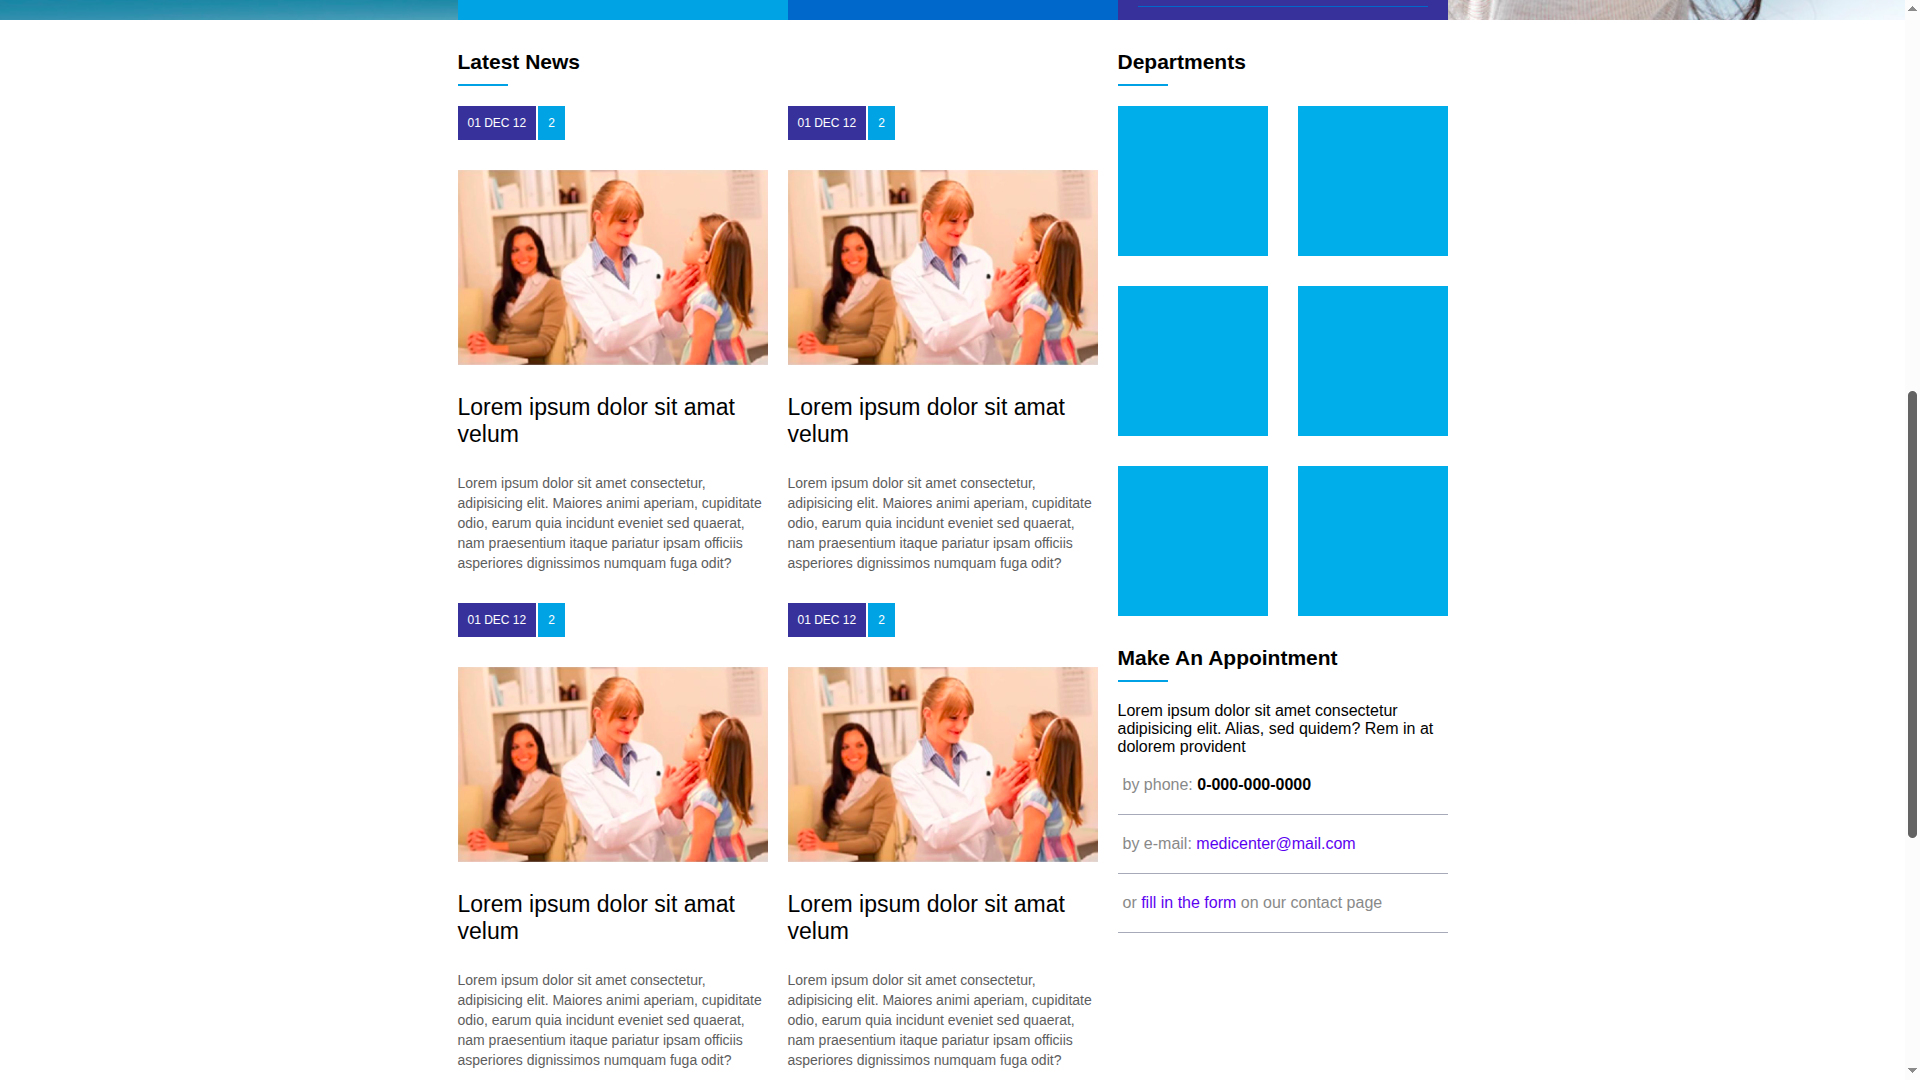 Latest News
01 DEC 12 2
Lorem ipsum dolor sit amat
velum
Lorem ipsum dolor sit amet consectetur,
adipisicing elit. Maiores animi aperiam, cupiditate
odio, earum quia incidunt eveniet sed quaerat,
nam praesentium itaque pariatur ipsam officiis
asperiores dignissimos numquam fuga odit?
01 DEC 12 2
Lorem ipsum dolor sit amat
velum
Lorem ipsum dolor sit amet consectetur,
adipisicing elit. Maiores animi aperiam, cupiditate
odio, earum quia incidunt eveniet sed quaerat,
nam praesentium itaque pariatur ipsam officiis
asperiores dignissimos numquam fuga odit?
01 DEC 12 2
Lorem ipsum dolor sit amat
velum
Lorem ipsum dolor sit amet consectetur,
adipisicing elit. Maiores animi aperiam, cupiditate
odio, earum quia incidunt eveniet sed quaerat,
nam praesentium itaque pariatur ipsam officiis
asperiores dignissimos numquam fuga odit?
01 DEC 12 2
Lorem ipsum dolor sit amat
velum
Lorem ipsum dolor sit amet consectetur,
adipisicing elit. Maiores animi aperiam, cupiditate
odio, earum quia incidunt eveniet sed quaerat,
nam praesentium itaque pariatur ipsam officiis
asperiores dignissimos numquam fuga odit?
Departments
Make An Appointment
Lorem ipsum dolor sit amet consectetur
adipisicing elit. Alias, sed quidem? Rem in at
dolorem provident
by phone: 0-000-000-0000
by e-mail: medicenter@mail.com
or fill in the form on our contact page